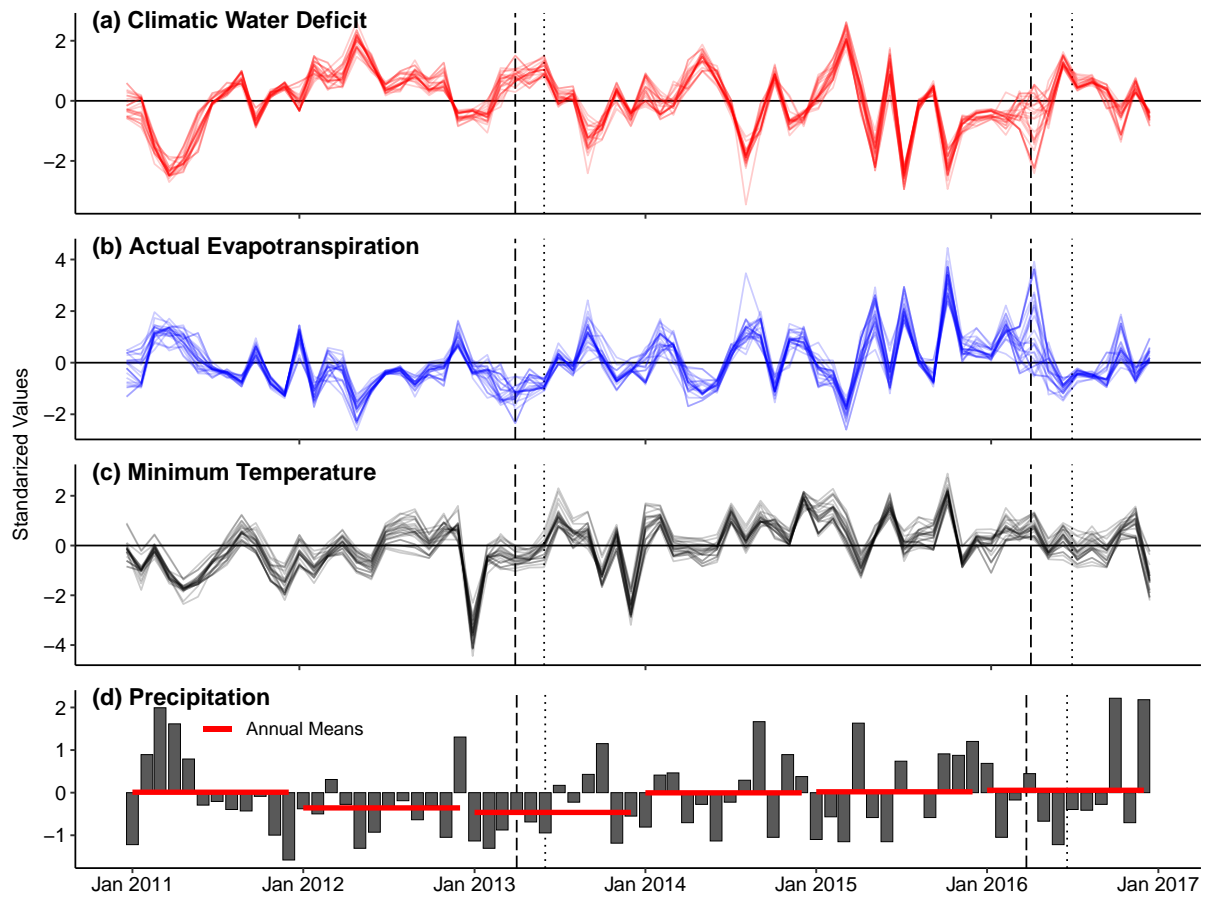 (a) Climatic Water Deficit
2
0
−2
(b) Actual Evapotranspiration
4
2
0
−2
(c) Minimum Temperature
2
0
−2
−4
(d) Precipitation
Annual Means
2
1
0
−1
Standarized Values
Jan 2011 Jan 2012 Jan 2013 Jan 2014 Jan 2015 Jan 2016 Jan 2017